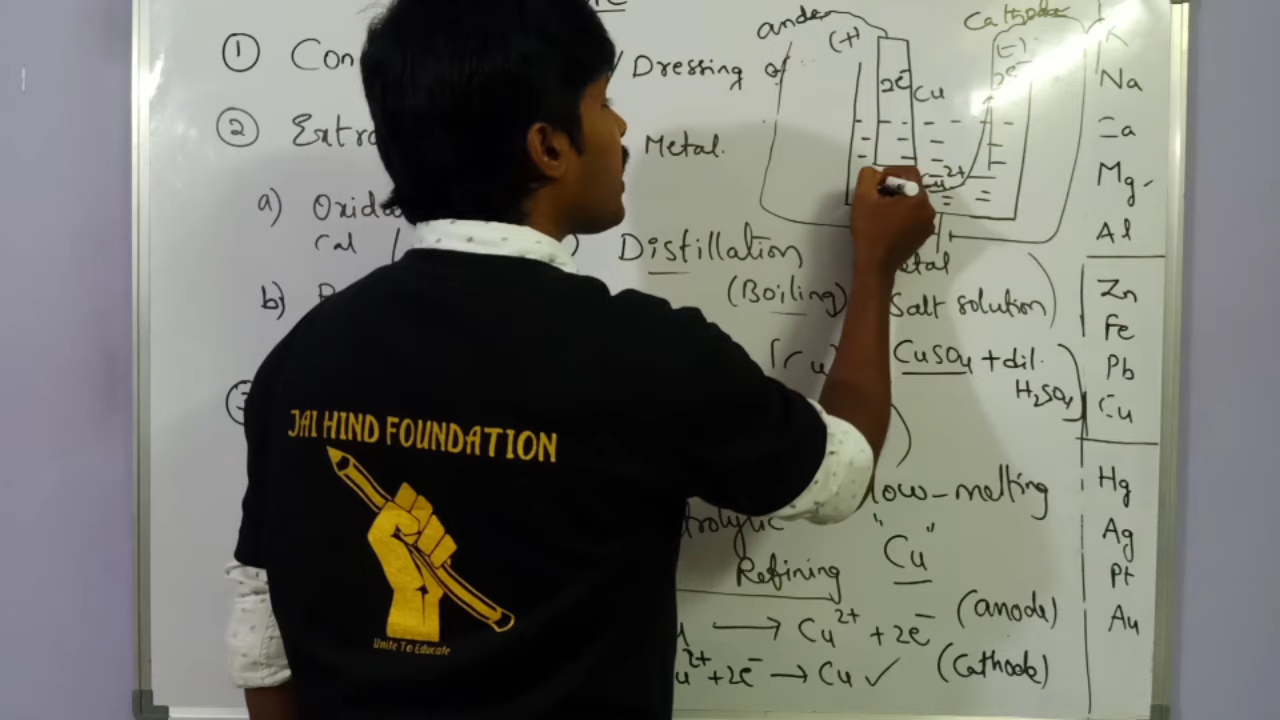 ① Con / Dressing of
② Extra Metal.
a) Oxida
Cal ( ) Distillation
(Boiling)
b)
anode
(+)
2e⁻
Cu
Cu²⁺
Cathode
(-)
2e⁻
etal
Salt solution)
CuSO₄ + dil.
H₂SO₄)
low-melting
trolytic "Cu"
Refining
→ Cu²⁺ + 2e⁻ (anode)
u²⁺+2e⁻ → Cu ✓ (Cathode)
K
Na
Ca
Mg
Al
Zn
Fe
Pb
Cu
Hg
Ag
Pt
Au
JAI HIND FOUNDATION
Unite To Educate